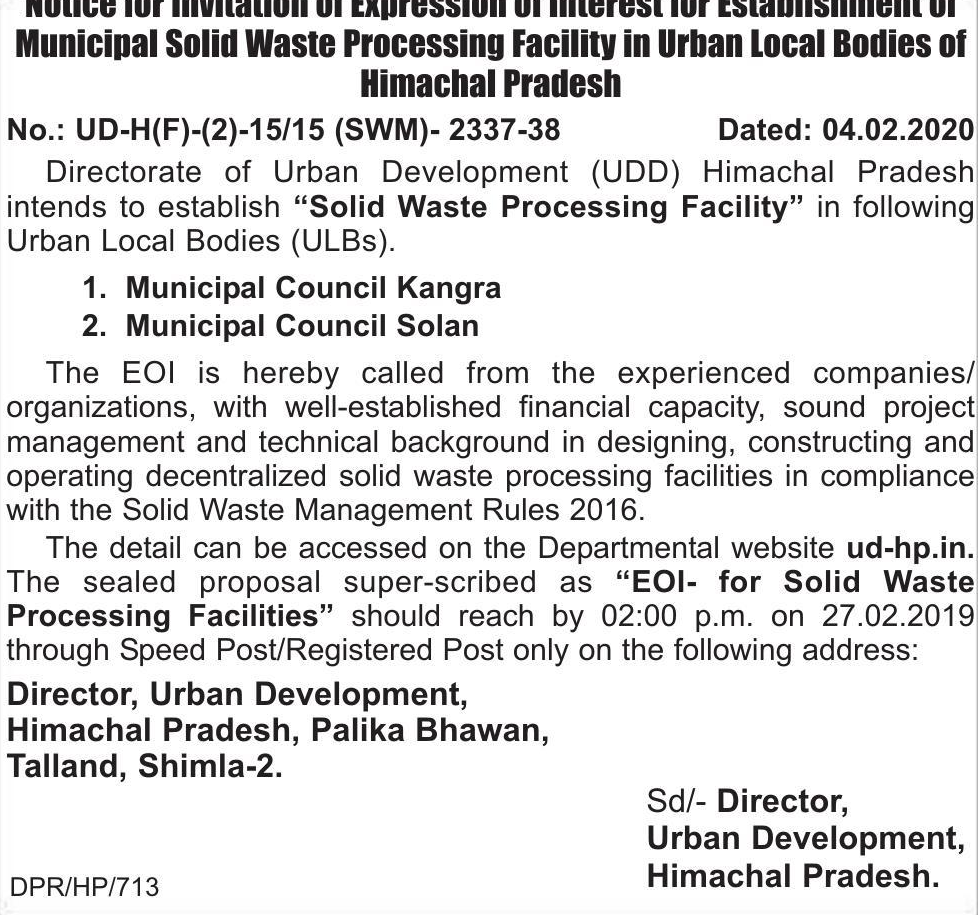 Notice for Invitation of Expression of Interest for Establishment of
Municipal Solid Waste Processing Facility in Urban Local Bodies of
Himachal Pradesh
No.: UD-H(F)-(2)-15/15 (SWM)- 2337-38 Dated: 04.02.2020
Directorate of Urban Development (UDD) Himachal Pradesh
intends to establish “Solid Waste Processing Facility” in following
Urban Local Bodies (ULBs).
1. Municipal Council Kangra
2. Municipal Council Solan
The EOI is hereby called from the experienced companies/
organizations, with well-established financial capacity, sound project
management and technical background in designing, constructing and
operating decentralized solid waste processing facilities in compliance
with the Solid Waste Management Rules 2016.
The detail can be accessed on the Departmental website ud-hp.in.
The sealed proposal super-scribed as “EOI- for Solid Waste
Processing Facilities” should reach by 02:00 p.m. on 27.02.2019
through Speed Post/Registered Post only on the following address:
Director, Urban Development,
Himachal Pradesh, Palika Bhawan,
Talland, Shimla-2.
Sd/- Director,
Urban Development,
Himachal Pradesh.
DPR/HP/713